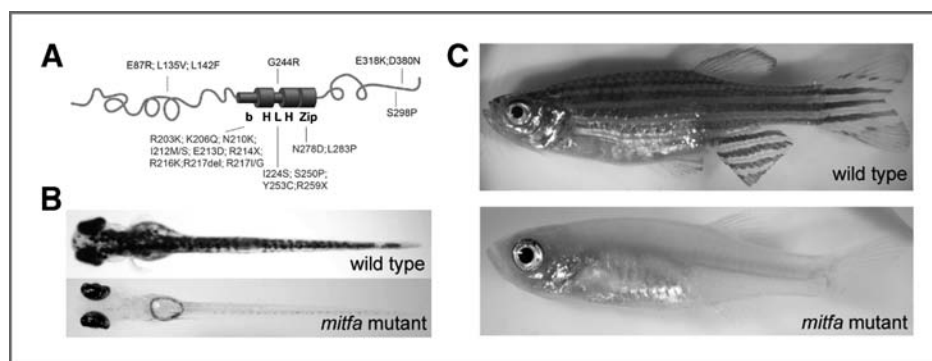 A
E87R; L135V; L142F
G244R
E318K;D380N
S298P
b H L H Zip
R203K; K206Q; N210K;
I212M/S; E213D; R214X;
R216K;R217del; R217I/G
N278D;L283P
I224S; S250P;
Y253C;R259X
B
wild type
mitfa mutant
C
wild type
mitfa mutant